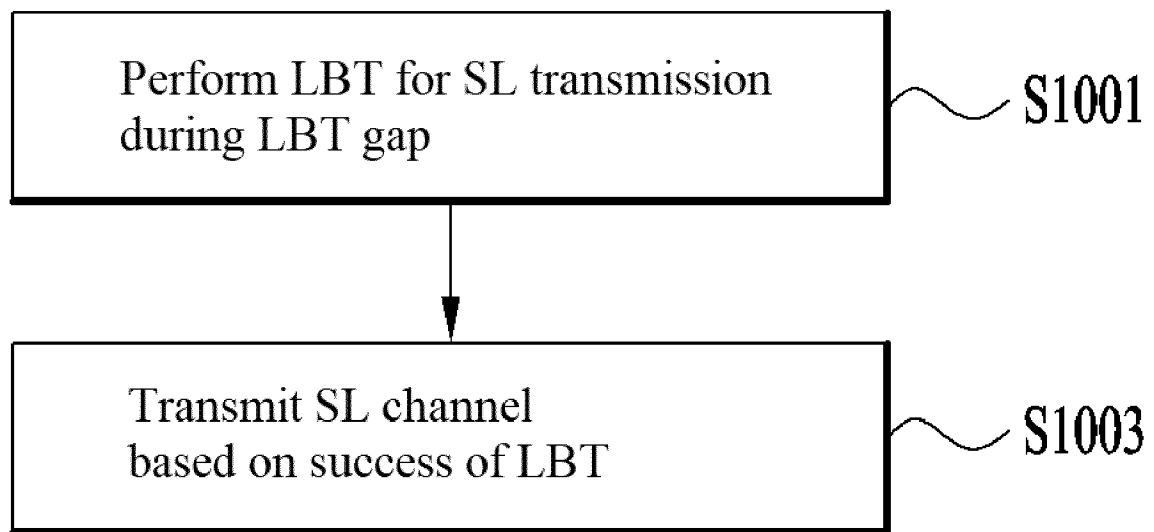 Perform LBT for SL transmission
during LBT gap
S1001
Transmit SL channel
based on success of LBT
S1003